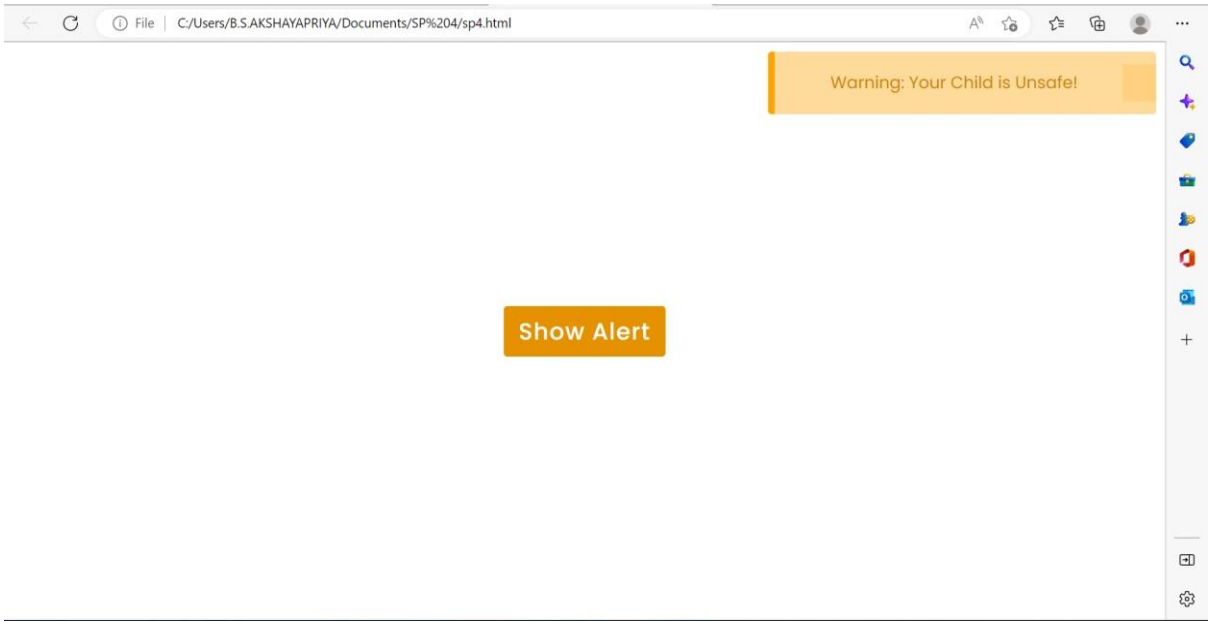 File
C:/Users/B.S.AKSHAYAPRIYA/Documents/SP%204/sp4.html
Warning: Your Child is Unsafe!
Show Alert